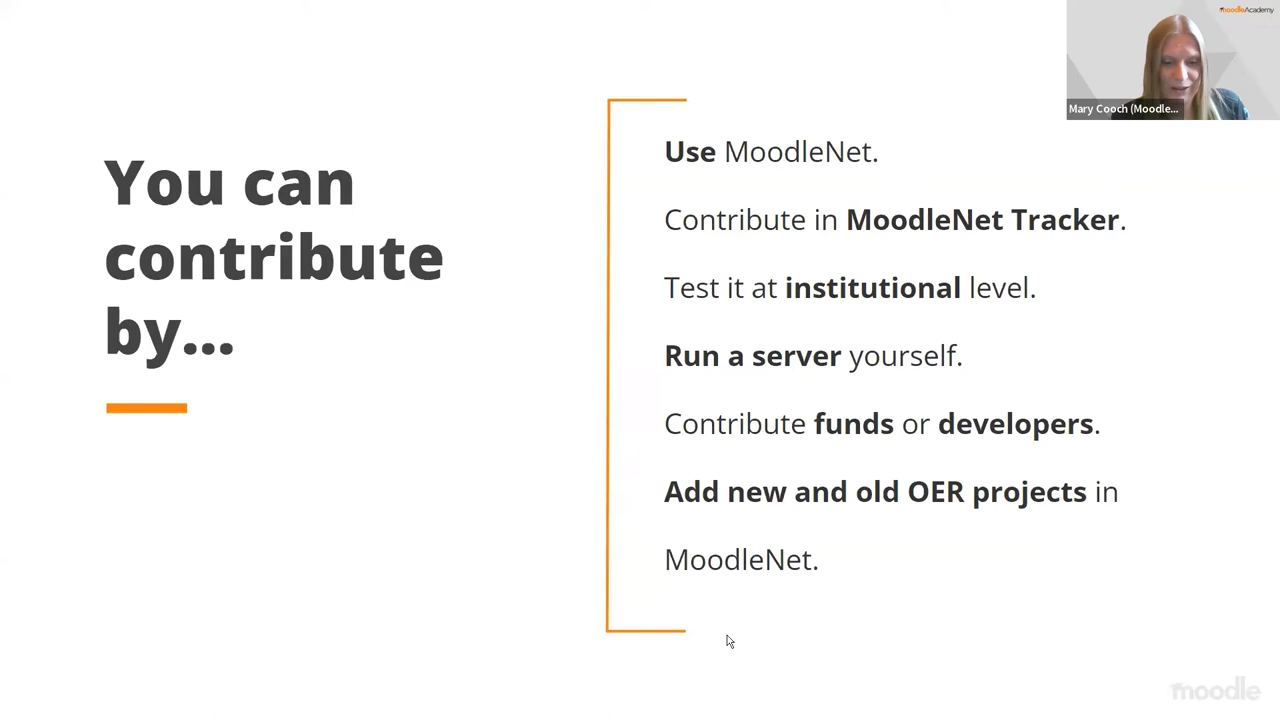 moodleAcademy
Mary Cooch (Moodle...
You can
contribute
by...
Use MoodleNet.
Contribute in MoodleNet Tracker.
Test it at institutional level.
Run a server yourself.
Contribute funds or developers.
Add new and old OER projects in
MoodleNet.
moodle